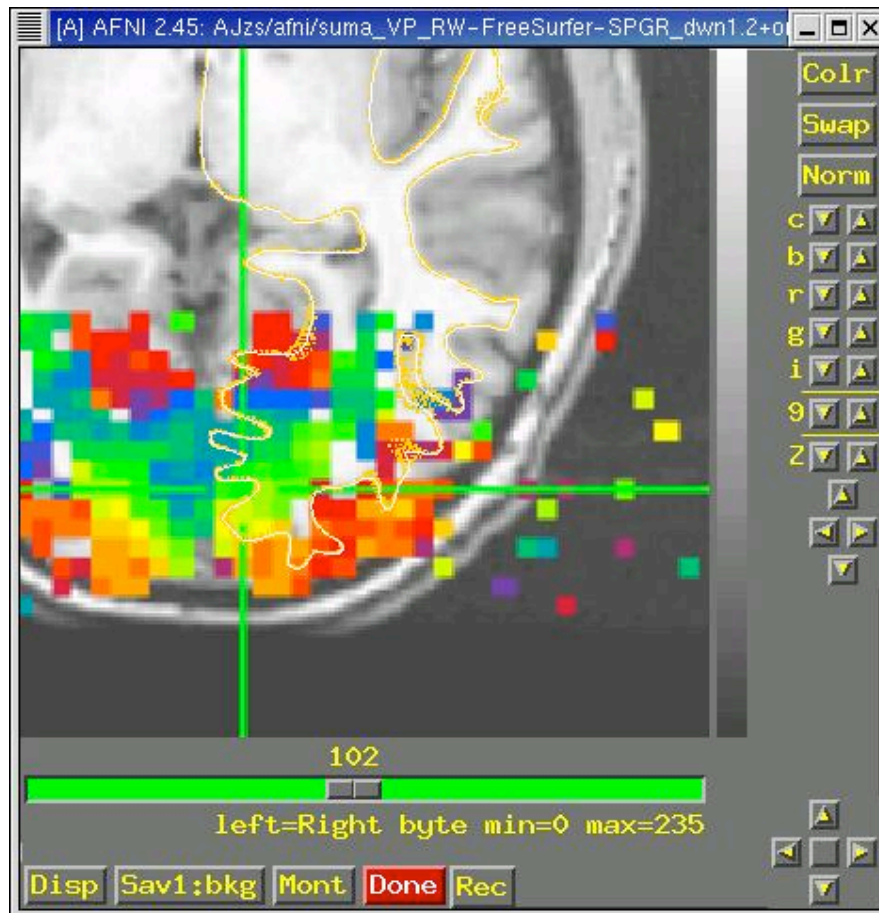 [A] AFNI 2.45: AJzs/afni/suma_VP_RW-FreeSurfer-SPGR_dwn1.2+o
Colr
Swap
Norm
c
b
r
g
i
9
Z
102
left=Right byte min=0 max=235
Disp Sav1:bkg Mont Done Rec